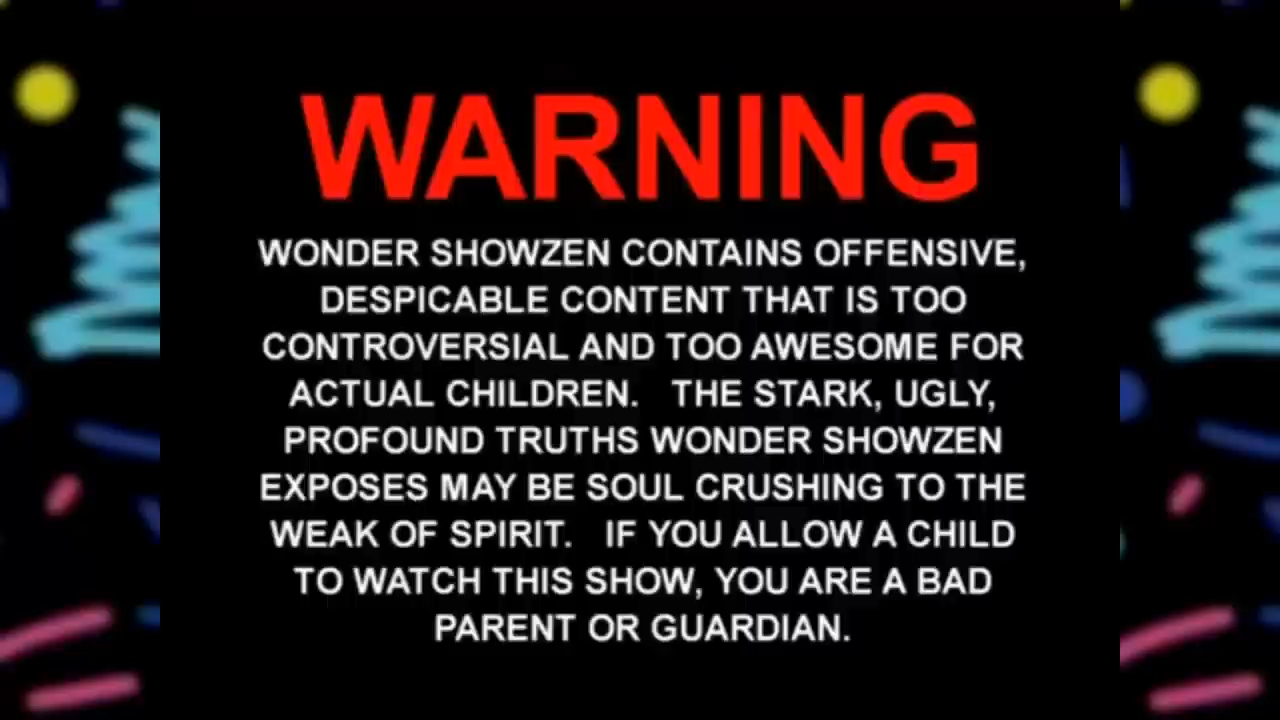 WARNING
WONDER SHOWZEN CONTAINS OFFENSIVE,
DESPICABLE CONTENT THAT IS TOO
CONTROVERSIAL AND TOO AWESOME FOR
ACTUAL CHILDREN.   THE STARK, UGLY,
PROFOUND TRUTHS WONDER SHOWZEN
EXPOSES MAY BE SOUL CRUSHING TO THE
WEAK OF SPIRIT.   IF YOU ALLOW A CHILD
TO WATCH THIS SHOW, YOU ARE A BAD
PARENT OR GUARDIAN.